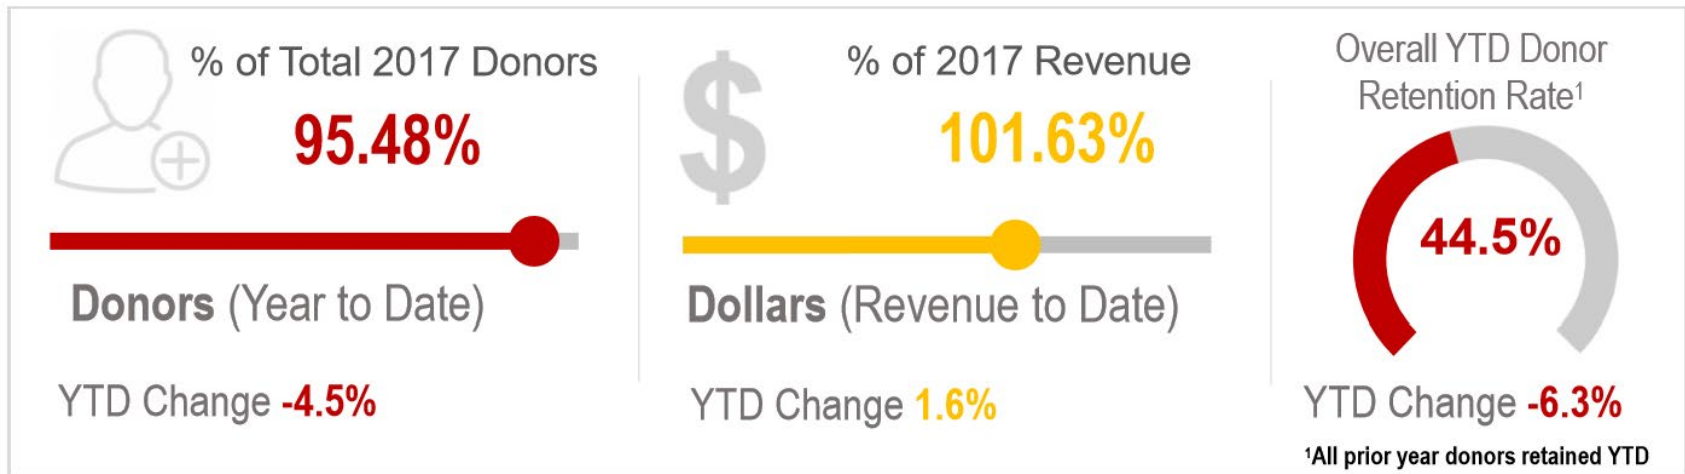 % of Total 2017 Donors
95.48%
Donors (Year to Date)
YTD Change -4.5%
$
% of 2017 Revenue
101.63%
Dollars (Revenue to Date)
YTD Change 1.6%
Overall YTD Donor
Retention Rate¹
44.5%
YTD Change -6.3%
¹All prior year donors retained YTD